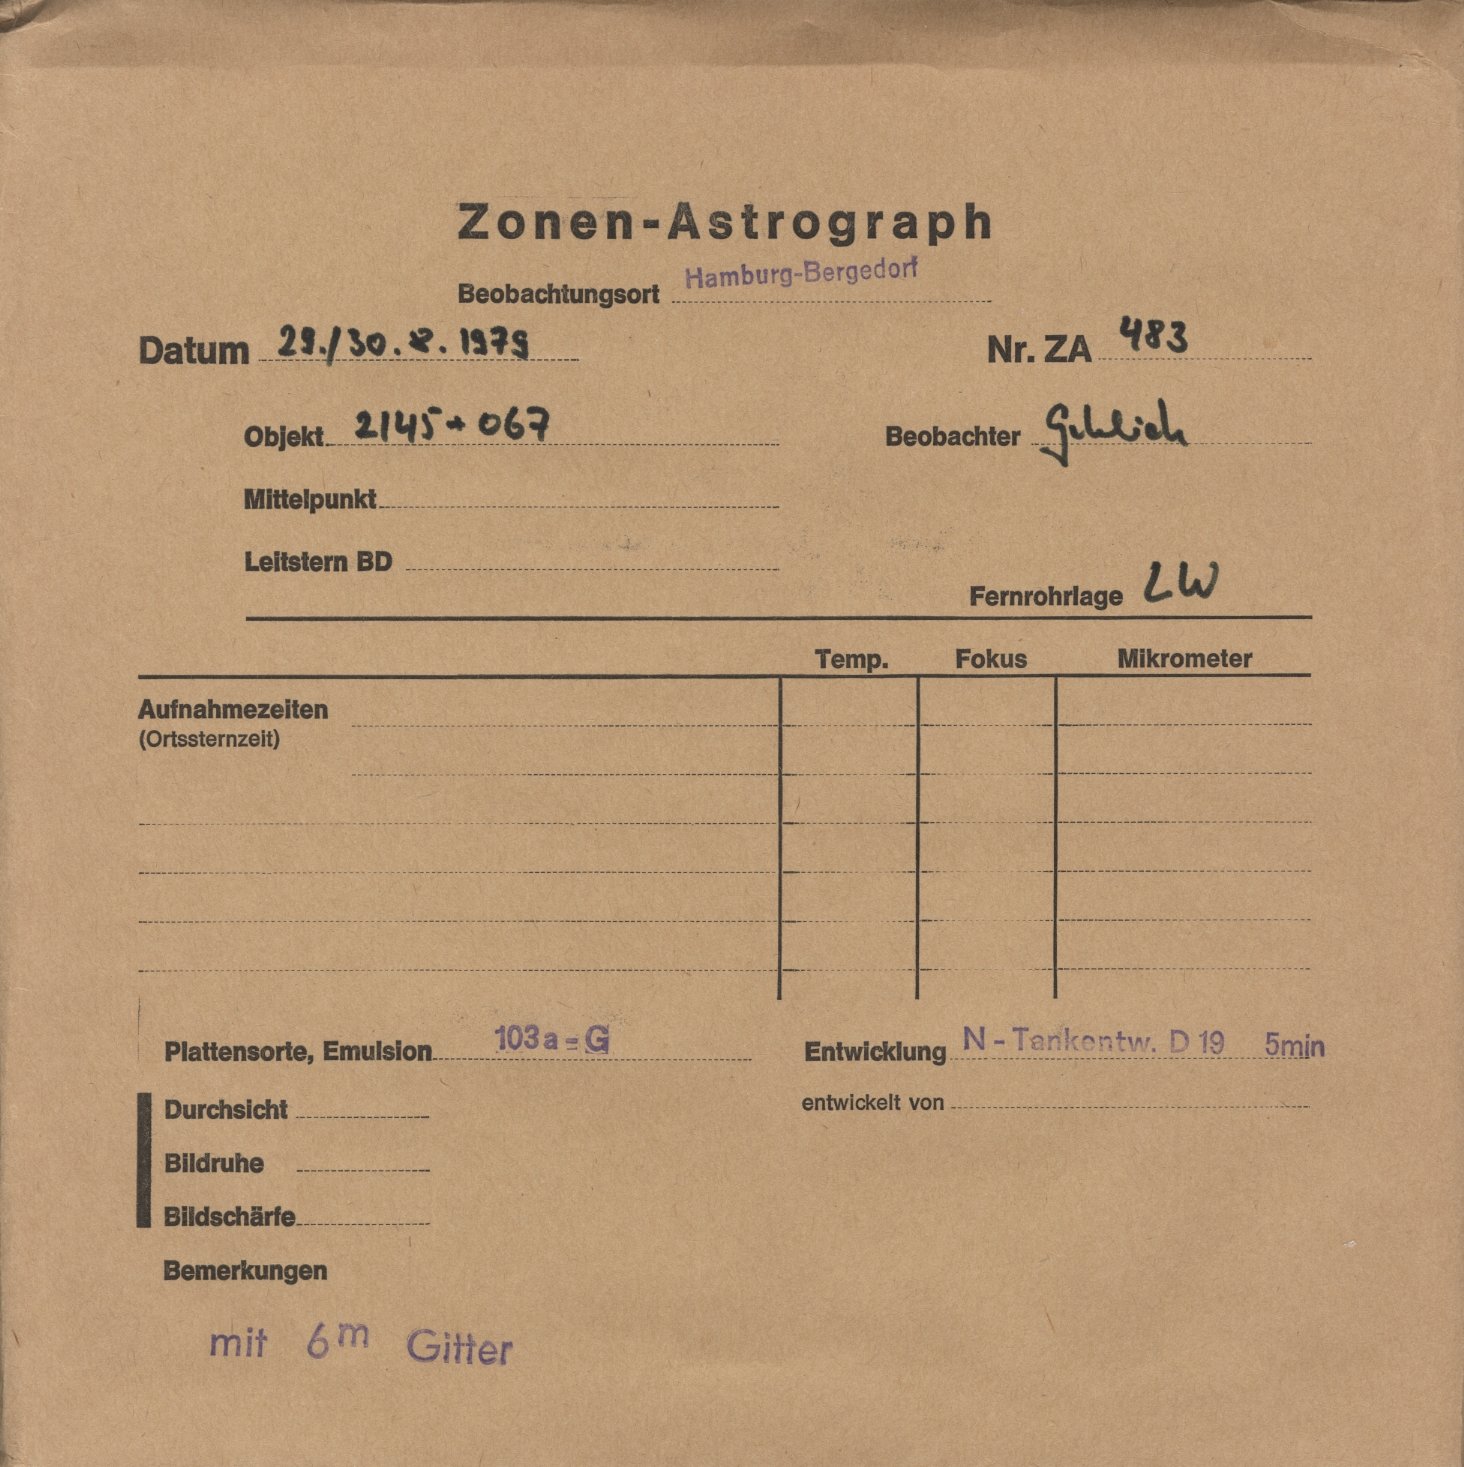 Zonen-Astrograph
Beobachtungsort Hamburg-Bergedorf
Datum 29./30. 8. 1979 Nr. ZA 483
Objekt 2145+067 Beobachter
Mittelpunkt
Leitstern BD
Fernrohrlage LW
Temp. Fokus Mikrometer
Aufnahmezeiten
(Ortssternzeit)
Plattensorte, Emulsion 103a-G Entwicklung N-Tankentw. D 19 5min
Durchsicht entwickelt von
Bildruhe
Bildschärfe
Bemerkungen
mit 6m Gitter